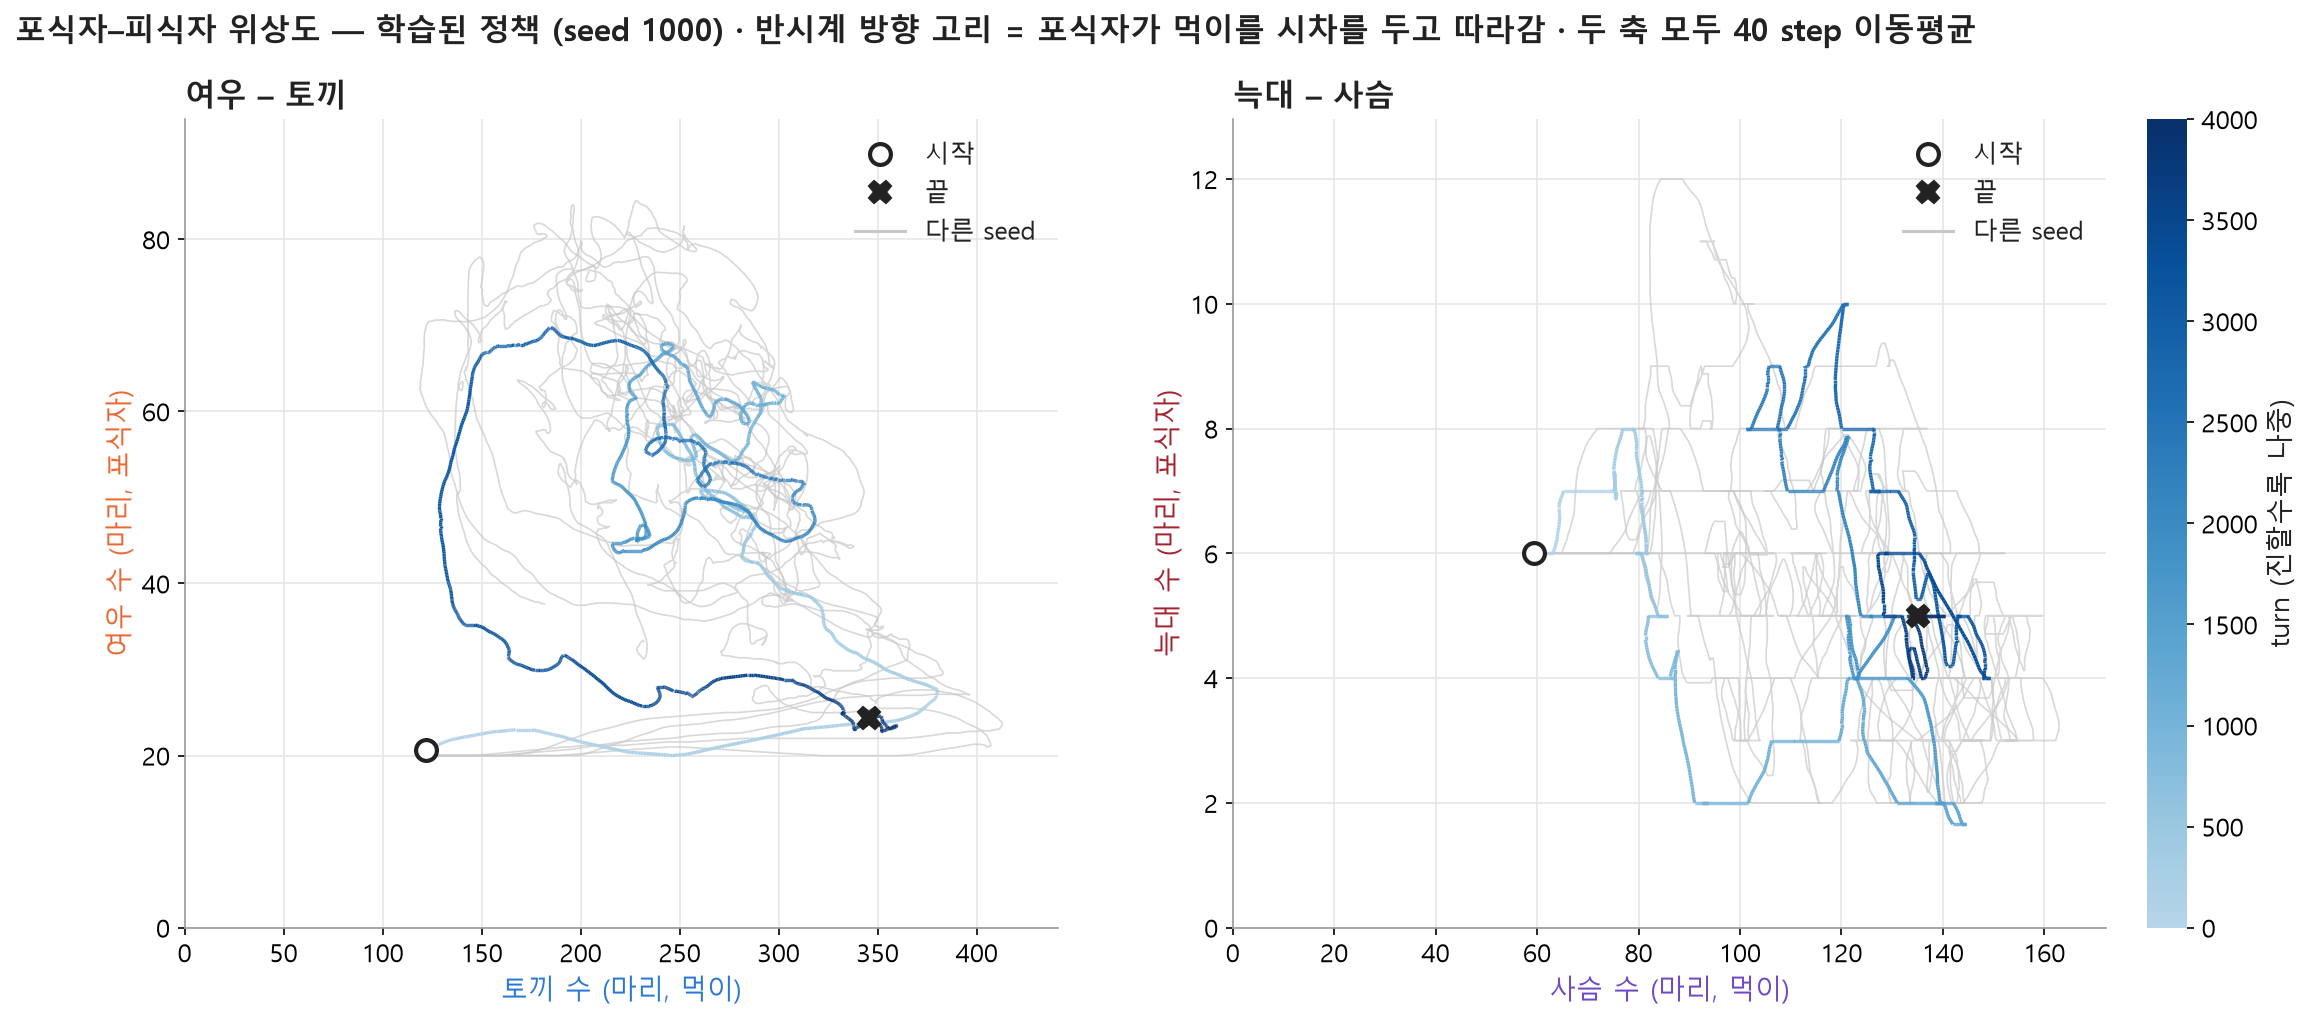 포식자–피식자 위상도 — 학습된 정책 (seed 1000) · 반시계 방향 고리 = 포식자가 먹이를 시차를 두고 따라감 · 두 축 모두 40 step 이동평균
여우 – 토끼
시작
끝
다른 seed
여우 수 (마리, 포식자)
80
60
40
20
0
0 50 100 150 200 250 300 350 400
토끼 수 (마리, 먹이)
늑대 – 사슴
시작
끝
다른 seed
늑대 수 (마리, 포식자)
12
10
8
6
4
2
0
0 20 40 60 80 100 120 140 160
사슴 수 (마리, 먹이)
4000
3500
3000
2500
2000
1500
1000
500
0
turn (진할수록 나중)